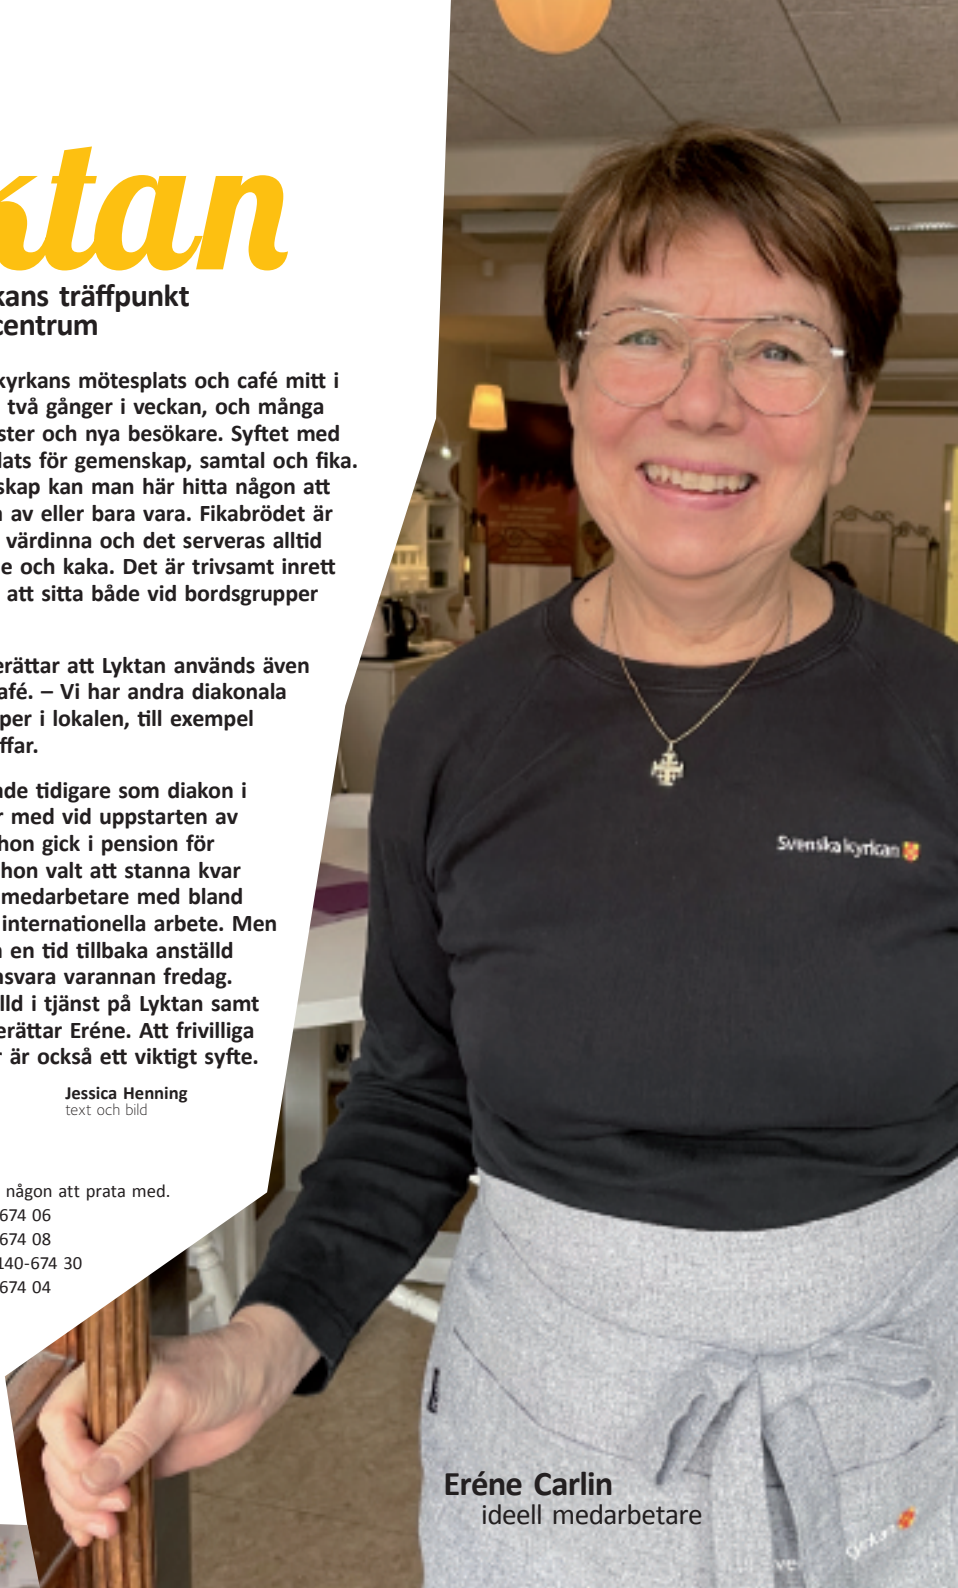 ktan
kans träffpunkt
centrum
kyrkans mötesplats och café mitt i
två gånger i veckan, och många
ster och nya besökare. Syftet med
lats för gemenskap, samtal och fika.
skap kan man här hitta någon att
av eller bara vara. Fikabrödet är
värdinna och det serveras alltid
e och kaka. Det är trivsamt inrett
att sitta både vid bordsgrupper
erättar att Lyktan används även
afé. – Vi har andra diakonala
per i lokalen, till exempel
ffar.
de tidigare som diakon i
r med vid uppstarten av
hon gick i pension för
hon valt att stanna kvar
medarbetare med bland
internationella arbete. Men
en tid tillbaka anställd
nsvara varannan fredag.
lld i tjänst på Lyktan samt
erättar Eréne. Att frivilliga
r är också ett viktigt syfte.
Jessica Henning
text och bild
någon att prata med.
674 06
674 08
140-674 30
674 04
Svenska kyrkan
Eréne Carlin
ideell medarbetare